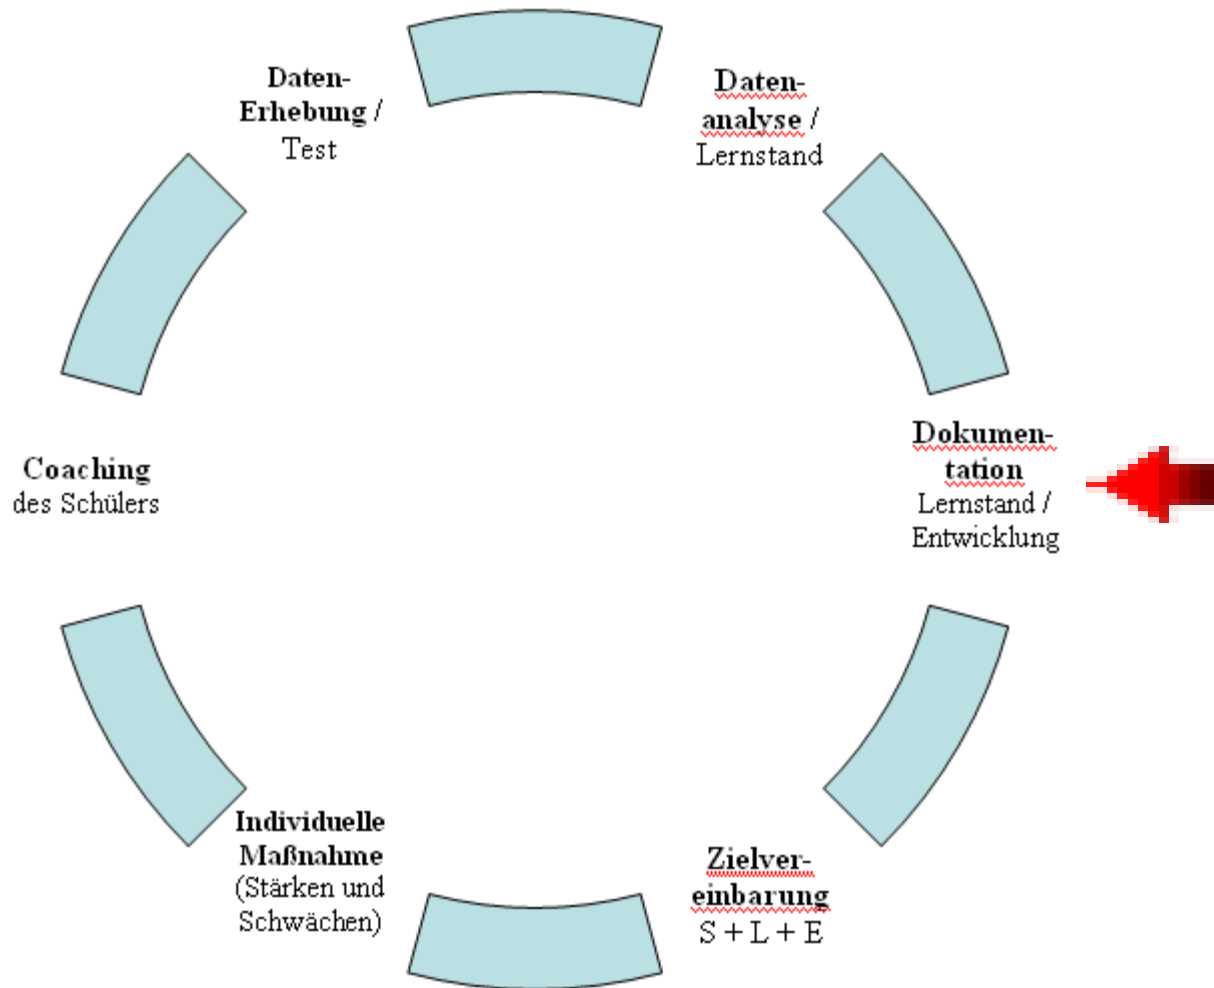 Daten-
Erhebung /
Test
Daten-
analyse /
Lernstand
Dokumen-
tation
Lernstand /
Entwicklung
Zielver-
einbarung
S + L + E
Individuelle
Maßnahme
(Stärken und
Schwächen)
Coaching
des Schülers